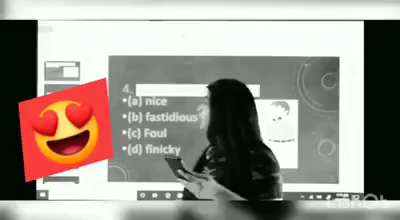 4.
•(a) nice
•(b) fastidious
•(c) Foul
•(d) finicky